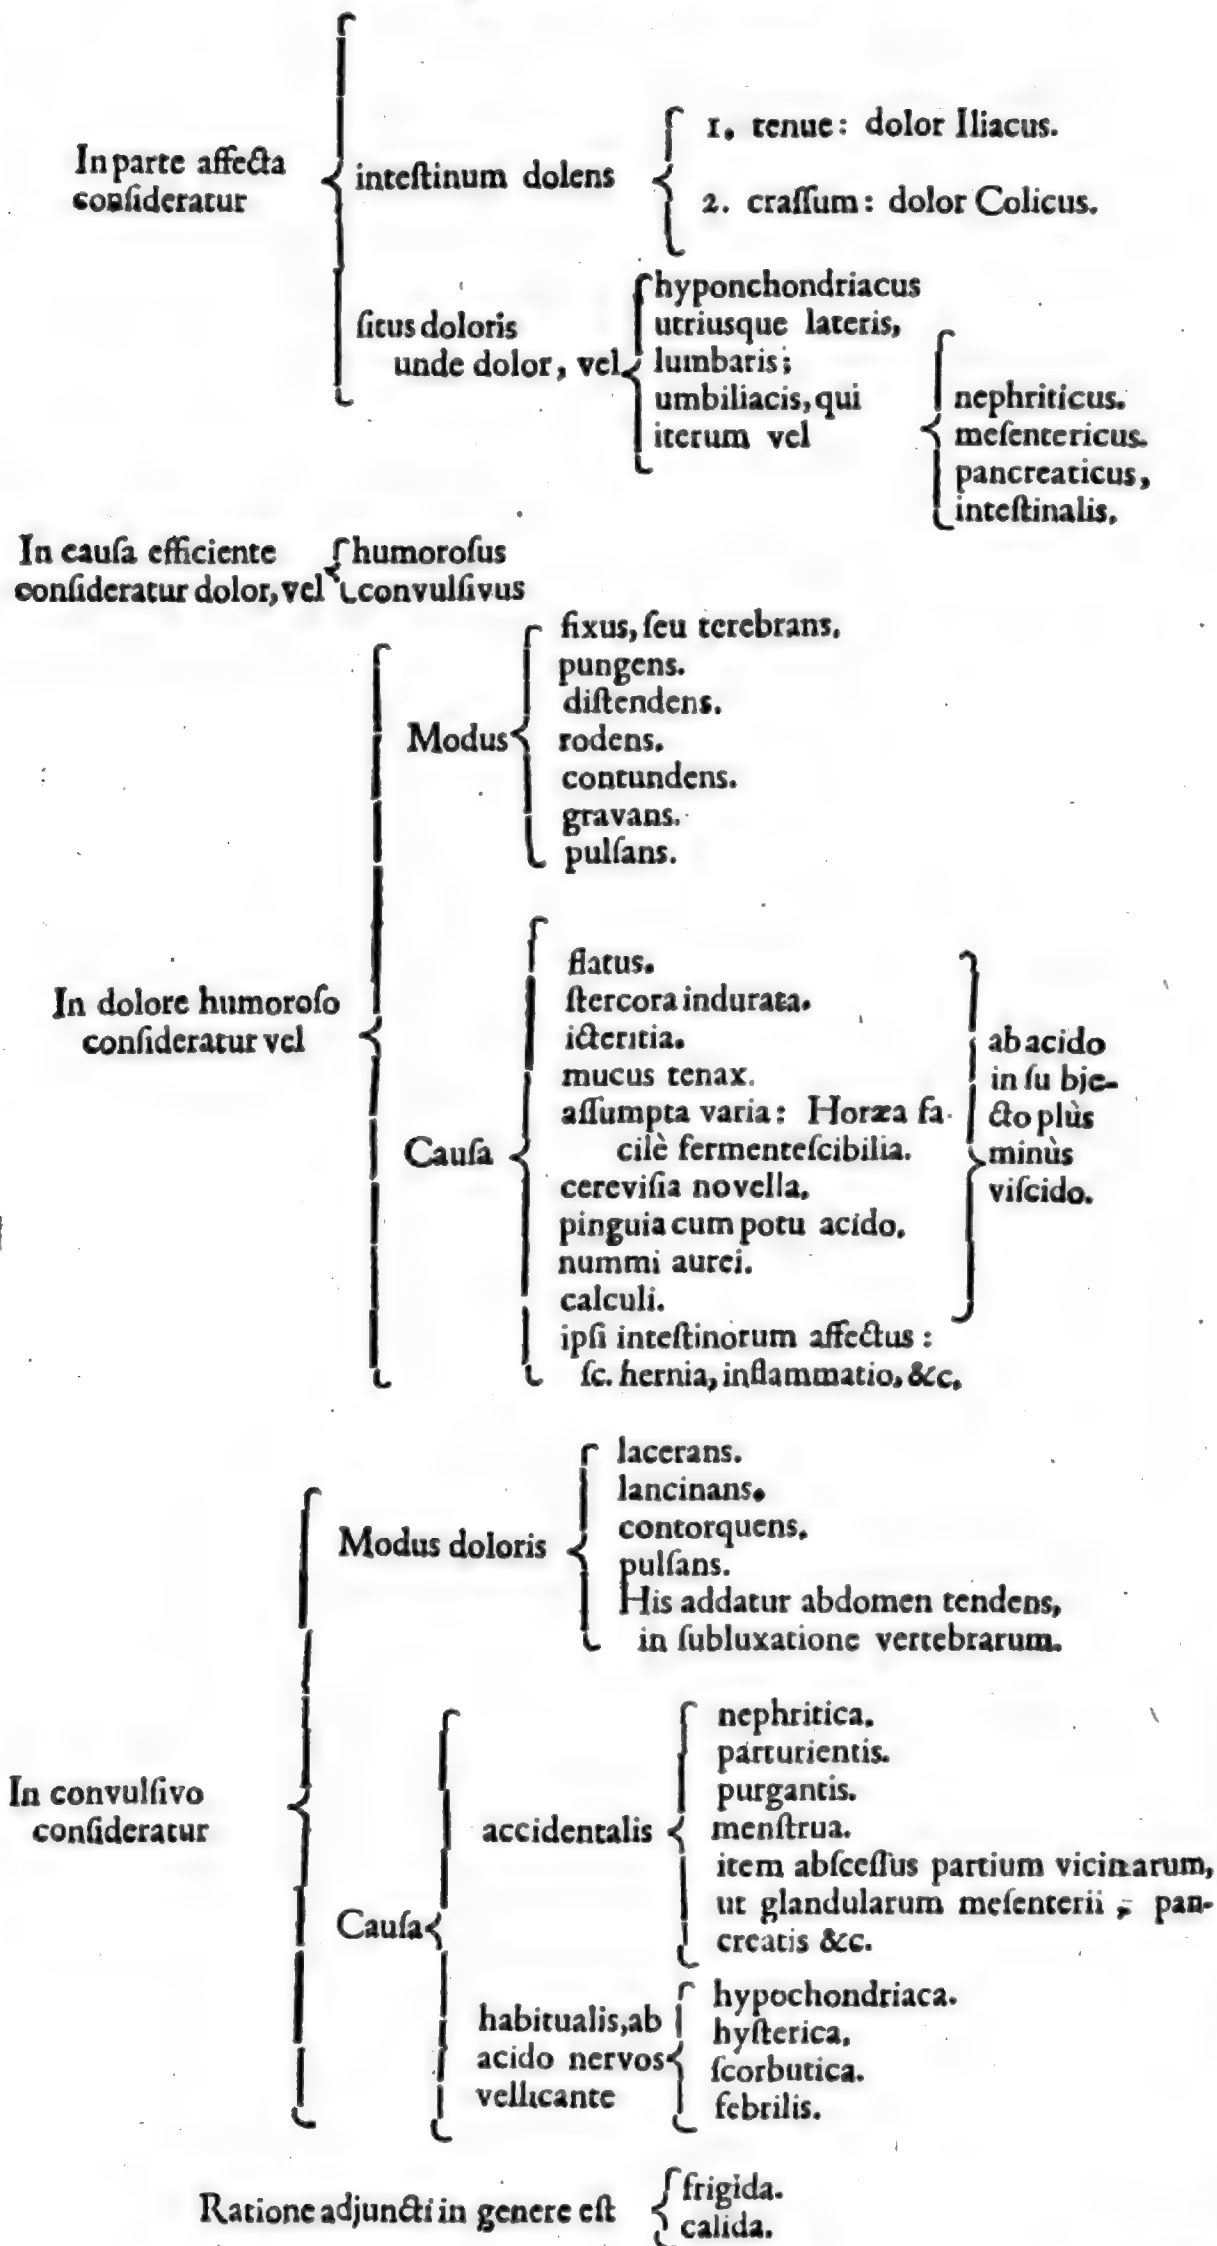 In parte affecta
conſideratur
inteſtinum dolens
1. tenue: dolor Iliacus.
2. craſſum: dolor Colicus.
ſitus doloris
unde dolor, vel
hyponchondriacus
utriusque lateris,
lumbaris;
umbiliacis, qui
iterum vel
nephriticus.
meſentericus.
pancreaticus,
inteſtinalis.
In cauſa efficiente
conſideratur dolor, vel
humoroſus
convulſivus
In dolore humoroſo
conſideratur vel
Modus
fixus, ſeu terebrans.
pungens.
diſtendens.
rodens.
contundens.
gravans.
pulſans.
Cauſa
flatus.
ſtercora indurata.
icteritia.
mucus tenax.
aſſumpta varia: Horæa fa-
cilè fermenteſcibilia.
cereviſia novella.
pinguia cum potu acido.
nummi aurei.
calculi.
ipſi inteſtinorum affectus:
ſc. hernia, inflammatio, &c.
ab acido
in ſu bje-
cto plùs
minùs
viſcido.
In convulſivo
conſideratur
Modus doloris
lacerans.
lancinans.
contorquens.
pulſans.
His addatur abdomen tendens,
in ſubluxatione vertebrarum.
Cauſa
accidentalis
nephritica.
parturientis.
purgantis.
menſtrua.
item abſceſſus partium vicinarum,
ut glandularum meſenterii, pan-
creatis &c.
habitualis, ab
acido nervos
vellicante
hypochondriaca.
hyſterica.
ſcorbutica.
febrilis.
Ratione adjuncti in genere eſt
frigida.
calida.